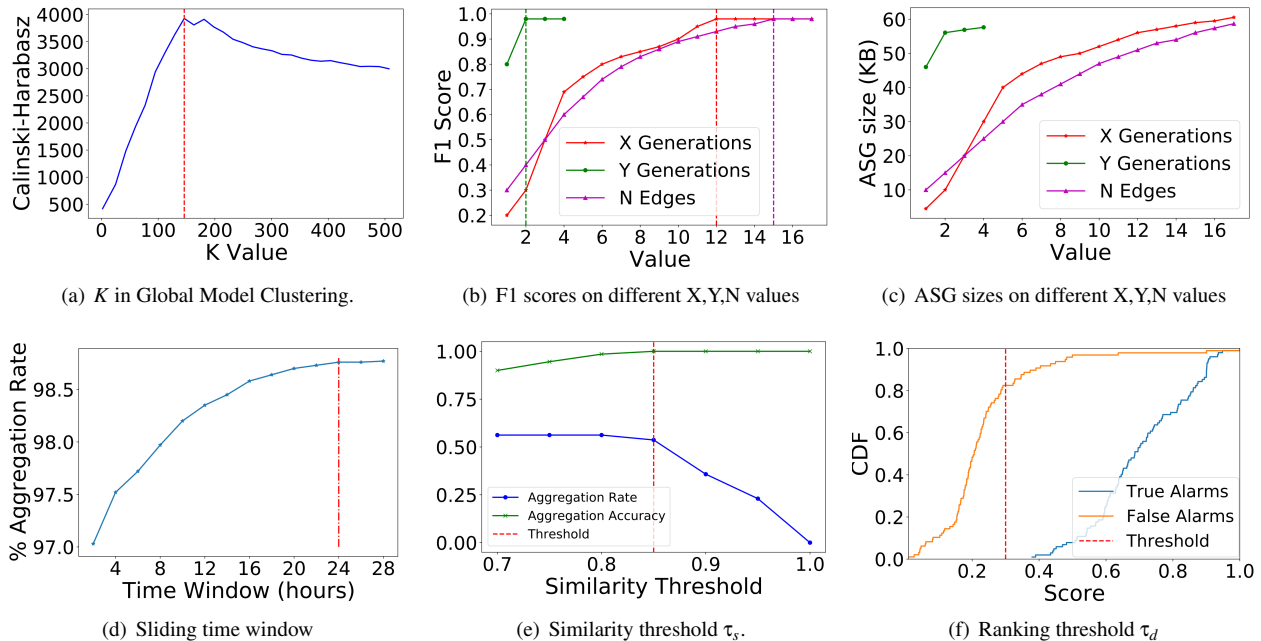 Calinski-Harabasz
4000
3500
3000
2500
2000
1500
1000
500
0 100 200 300 400 500
K Value
(a) K in Global Model Clustering.
F1 Score
1.0
0.9
0.8
0.7
0.6
0.5
0.4
0.3
0.2
X Generations
Y Generations
N Edges
2 4 6 8 10 12 14 16
Value
(b) F1 scores on different X,Y,N values
ASG size (KB)
60
50
40
30
20
10
X Generations
Y Generations
N Edges
2 4 6 8 10 12 14 16
Value
(c) ASG sizes on different X,Y,N values
% Aggregation Rate
98.5
98.0
97.5
97.0
4 8 12 16 20 24 28
Time Window (hours)
(d) Sliding time window
1.00
0.75
0.50
0.25
0.00
Aggregation Rate
Aggregation Accuracy
Threshold
0.7 0.8 0.9 1.0
Similarity Threshold
(e) Similarity threshold τs.
CDF
1.0
0.8
0.6
0.4
0.2
0.0
True Alarms
False Alarms
Threshold
0.2 0.4 0.6 0.8 1.0
Score
(f) Ranking threshold τd